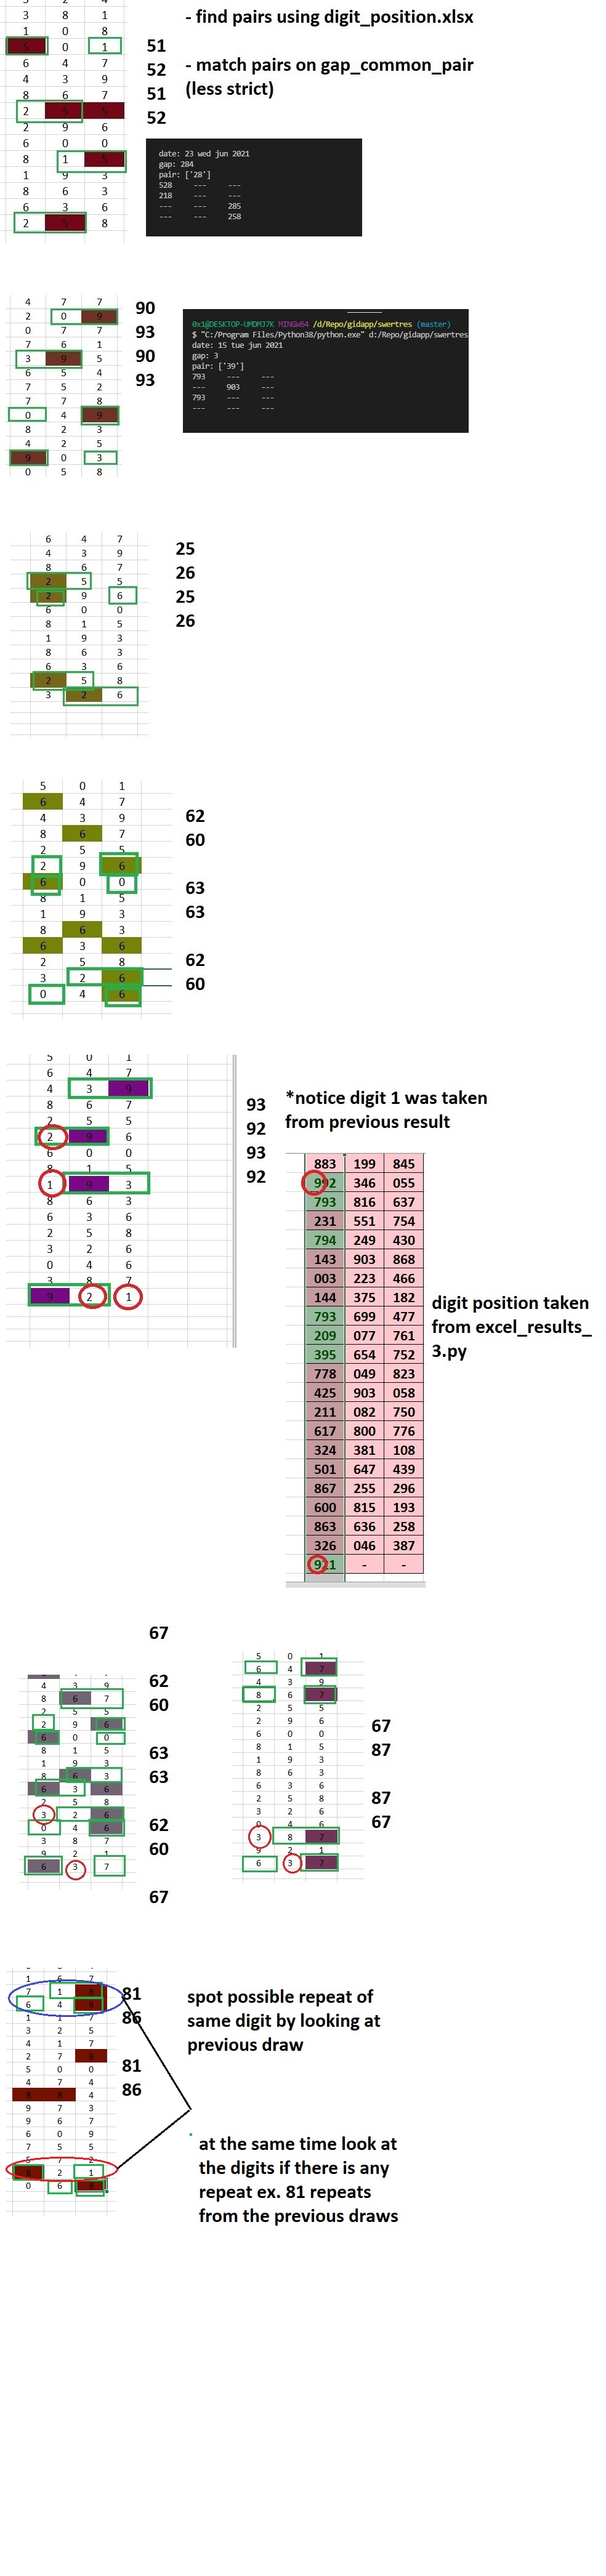 3 2 4
3 8 1
1 0 8
5 0 1
6 4 7
4 3 9
8 6 7
2 5 5
2 9 6
6 0 0
8 1 5
1 9 3
8 6 3
6 3 6
2 5 8
51
52
51
52
- find pairs using digit_position.xlsx
- match pairs on gap_common_pair
(less strict)
date: 23 wed jun 2021
gap: 284
pair: ['28']
528 --- ---
218 --- ---
--- --- 285
--- --- 258
4 7 7
2 0 9
0 7 7
7 6 1
3 9 5
6 5 4
7 5 2
7 7 8
0 4 9
8 2 3
4 2 5
9 0 3
0 5 8
90
93
90
93
0x1@DESKTOP-UMDMJ7K MINGW64 /d/Repo/gidapp/swertres (master)
$ "C:/Program Files/Python38/python.exe" d:/Repo/gidapp/swertres
date: 15 tue jun 2021
gap: 3
pair: ['39']
793 --- ---
--- 903 ---
793 --- ---
--- --- ---
6 4 7
4 3 9
8 6 7
2 5 5
2 9 6
6 0 0
8 1 5
1 9 3
8 6 3
6 3 6
2 5 8
3 2 6
25
26
25
26
5 0 1
6 4 7
4 3 9
8 6 7
2 5 5
2 9 6
6 0 0
8 1 5
1 9 3
8 6 3
6 3 6
2 5 8
3 2 6
0 4 6
62
60
63
63
62
60
5 0 1
6 4 7
4 3 9
8 6 7
2 5 5
2 9 6
6 0 0
8 1 5
1 9 3
8 6 3
6 3 6
2 5 8
3 2 6
0 4 6
3 8 7
9 2 1
93
92
93
92
*notice digit 1 was taken
from previous result
883 199 845
992 346 055
793 816 637
231 551 754
794 249 430
143 903 868
003 223 466
144 375 182
793 699 477
209 077 761
395 654 752
778 049 823
425 903 058
211 082 750
617 800 776
324 381 108
501 647 439
867 255 296
600 815 193
863 636 258
326 046 387
921 - -
digit position taken
from excel_results_
3.py
67
62
60
63
63
62
60
67
4 3 9
8 6 7
2 5 5
2 9 6
6 0 0
8 1 5
1 9 3
8 6 3
6 3 6
2 5 8
3 2 6
0 4 6
3 8 7
9 2 1
6 3 7
5 0 1
6 4 7
4 3 9
8 6 7
2 5 5
2 9 6
6 0 0
8 1 5
1 9 3
8 6 3
6 3 6
2 5 8
3 2 6
0 4 6
3 8 7
9 2 1
6 3 7
67
87
87
67
1 6 7
7 1 8
6 4 8
1 1 7
3 2 5
4 1 7
2 7 8
5 0 0
4 7 4
8 8 4
9 7 3
9 6 7
6 0 9
7 5 5
5 7 2
8 2 1
0 6 8
81
86
81
86
spot possible repeat of
same digit by looking at
previous draw
at the same time look at
the digits if there is any
repeat ex. 81 repeats
from the previous draws